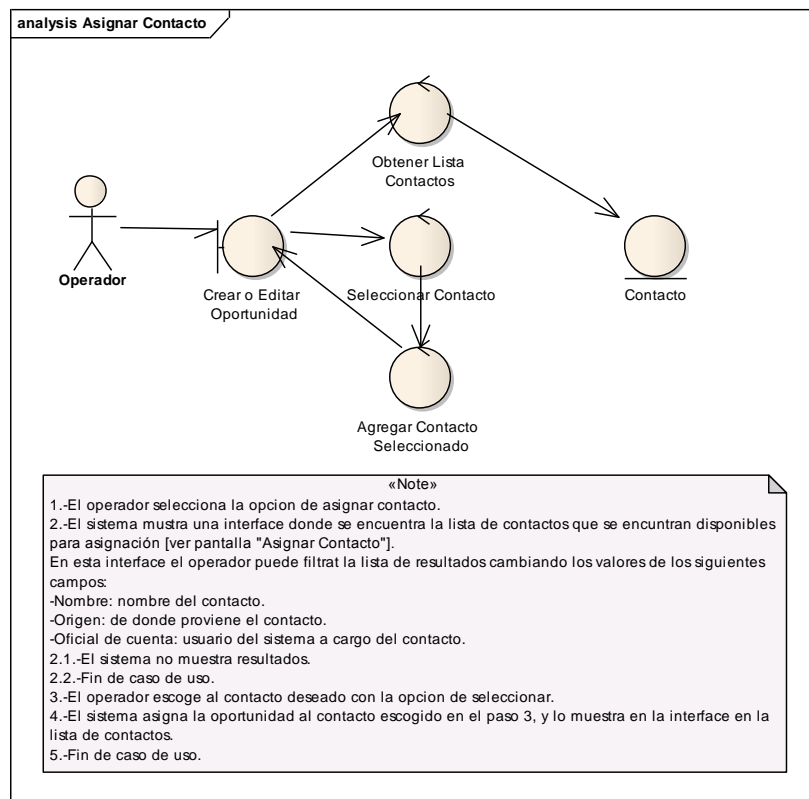 analysis Asignar Contacto
Obtener Lista
Contactos
Operador
Crear o Editar
Oportunidad
Seleccionar Contacto
Contacto
Agregar Contacto
Seleccionado
«Note»
1.-El operador selecciona la opcion de asignar contacto.
2.-El sistema mustra una interface donde se encuentra la lista de contactos que se encuntran disponibles
para asignación [ver pantalla "Asignar Contacto"].
En esta interface el operador puede filtrat la lista de resultados cambiando los valores de los siguientes
campos:
-Nombre: nombre del contacto.
-Origen: de donde proviene el contacto.
-Oficial de cuenta: usuario del sistema a cargo del contacto.
2.1.-El sistema no muestra resultados.
2.2.-Fin de caso de uso.
3.-El operador escoge al contacto deseado con la opcion de seleccionar.
4.-El sistema asigna la oportunidad al contacto escogido en el paso 3, y lo muestra en la interface en la
lista de contactos.
5.-Fin de caso de uso.